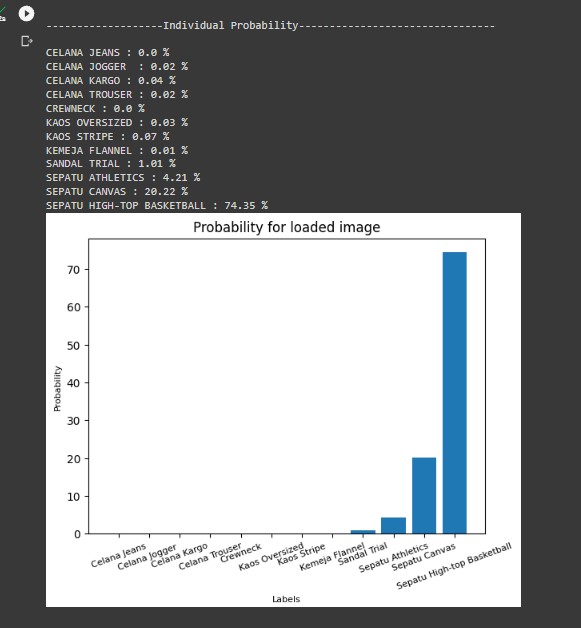 -------------------Individual Probability--------------------------------
CELANA JEANS : 0.0 %
CELANA JOGGER  : 0.02 %
CELANA KARGO : 0.04 %
CELANA TROUSER : 0.02 %
CREWNECK : 0.0 %
KAOS OVERSIZED : 0.03 %
KAOS STRIPE : 0.07 %
KEMEJA FLANNEL : 0.01 %
SANDAL TRIAL : 1.01 %
SEPATU ATHLETICS : 4.21 %
SEPATU CANVAS : 20.22 %
SEPATU HIGH-TOP BASKETBALL : 74.35 %
Probability for loaded image
70
60
50
40
30
20
10
0
Probability
Celana Jeans
Celana Jogger
Celana Kargo
Celana Trouser
Crewneck
Kaos Oversized
Kaos Stripe
Kemeja Flannel
Sandal Trial
Sepatu Athletics
Sepatu Canvas
Sepatu High-top Basketball
Labels